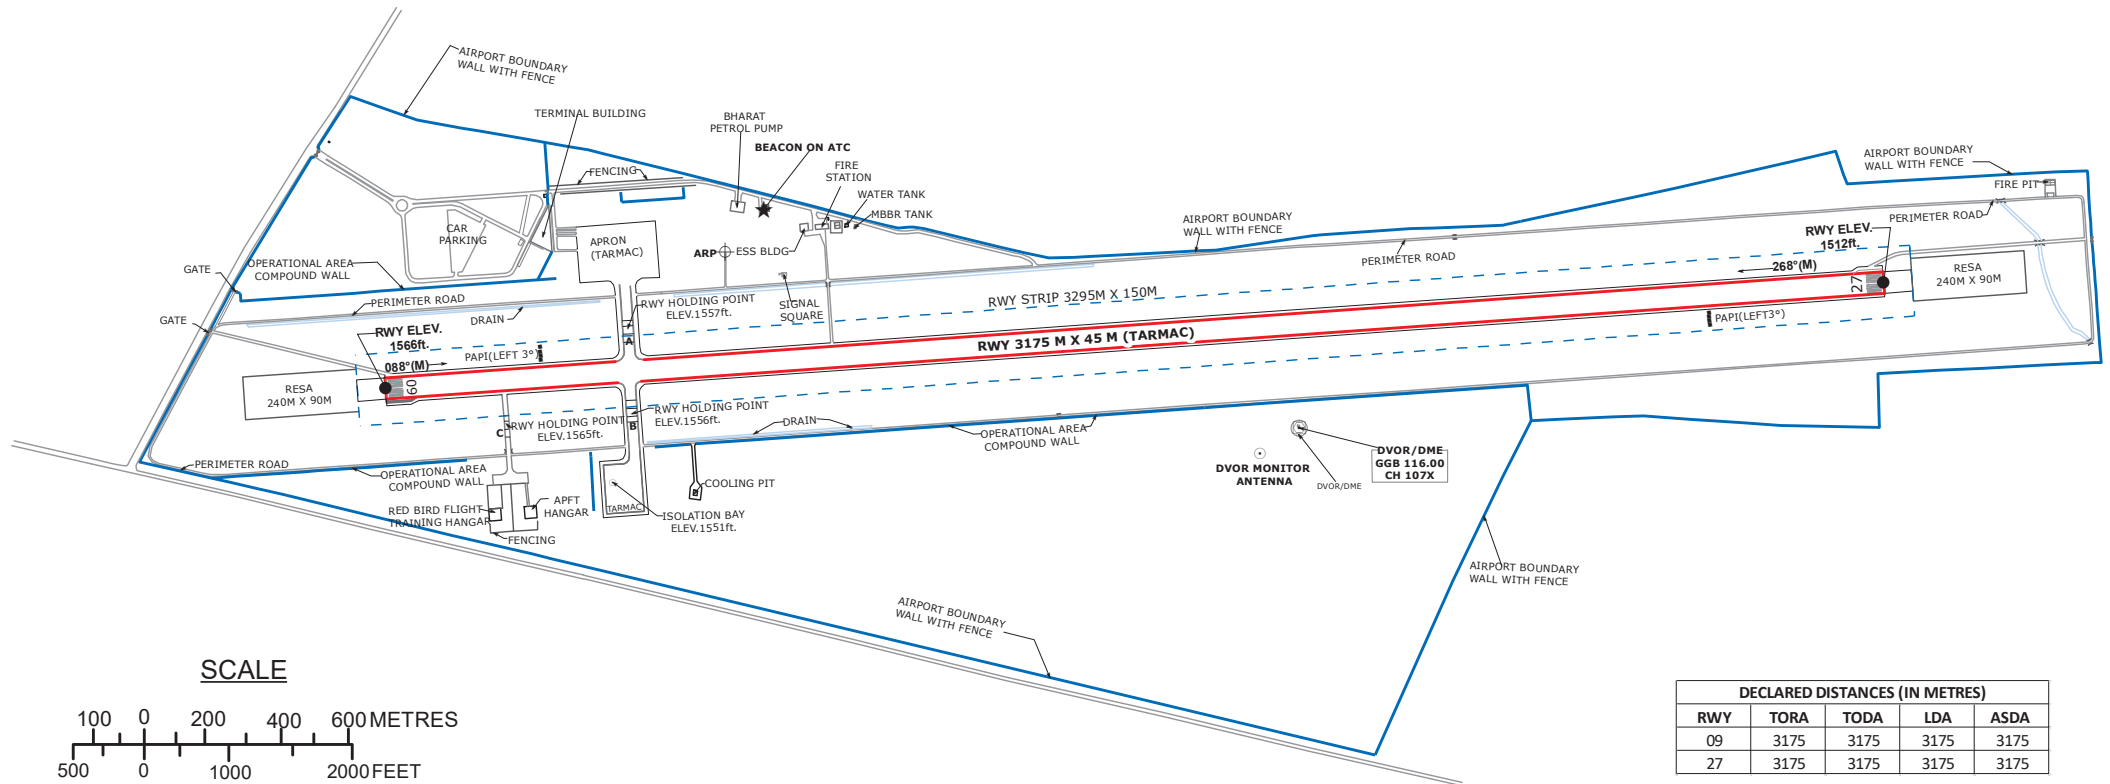 AIRPORT BOUNDARY
WALL WITH FENCE
TERMINAL BUILDING
BHARAT
PETROL PUMP
BEACON ON ATC
FIRE
STATION
WATER TANK
MBBR TANK
FENCING
CAR
PARKING
APRON
(TARMAC)
ARP
ESS BLDG
SIGNAL
SQUARE
AIRPORT BOUNDARY
WALL WITH FENCE
AIRPORT BOUNDARY
WALL WITH FENCE
FIRE PIT
PERIMETER ROAD
PERIMETER ROAD
RWY ELEV.
1512ft.
268°(M)
27
RESA
240M X 90M
PAPI(LEFT3°)
GATE
OPERATIONAL AREA
COMPOUND WALL
PERIMETER ROAD
DRAIN
GATE
RWY ELEV.
1566ft.
088°(M)
PAPI(LEFT 3°)
RWY HOLDING POINT
ELEV.1557ft.
A
RWY STRIP 3295M X 150M
RWY 3175 M X 45 M (TARMAC)
RESA
240M X 90M
09
RWY HOLDING POINT
ELEV.1565ft.
C
RWY HOLDING POINT
ELEV.1556ft.
B
DRAIN
OPERATIONAL AREA
COMPOUND WALL
PERIMETER ROAD
OPERATIONAL AREA
COMPOUND WALL
RED BIRD FLIGHT
TRAINING HANGAR
APFT
HANGAR
FENCING
TARMAC
COOLING PIT
ISOLATION BAY
ELEV.1551ft.
DVOR MONITOR
ANTENNA
DVOR/DME
DVOR/DME
GGB 116.00
CH 107X
AIRPORT BOUNDARY
WALL WITH FENCE
AIRPORT BOUNDARY
WALL WITH FENCE
SCALE
100 0 200 400 600 METRES
500 0 1000 2000 FEET
DECLARED DISTANCES (IN METRES)
RWY TORA TODA LDA ASDA
09 3175 3175 3175 3175
27 3175 3175 3175 3175